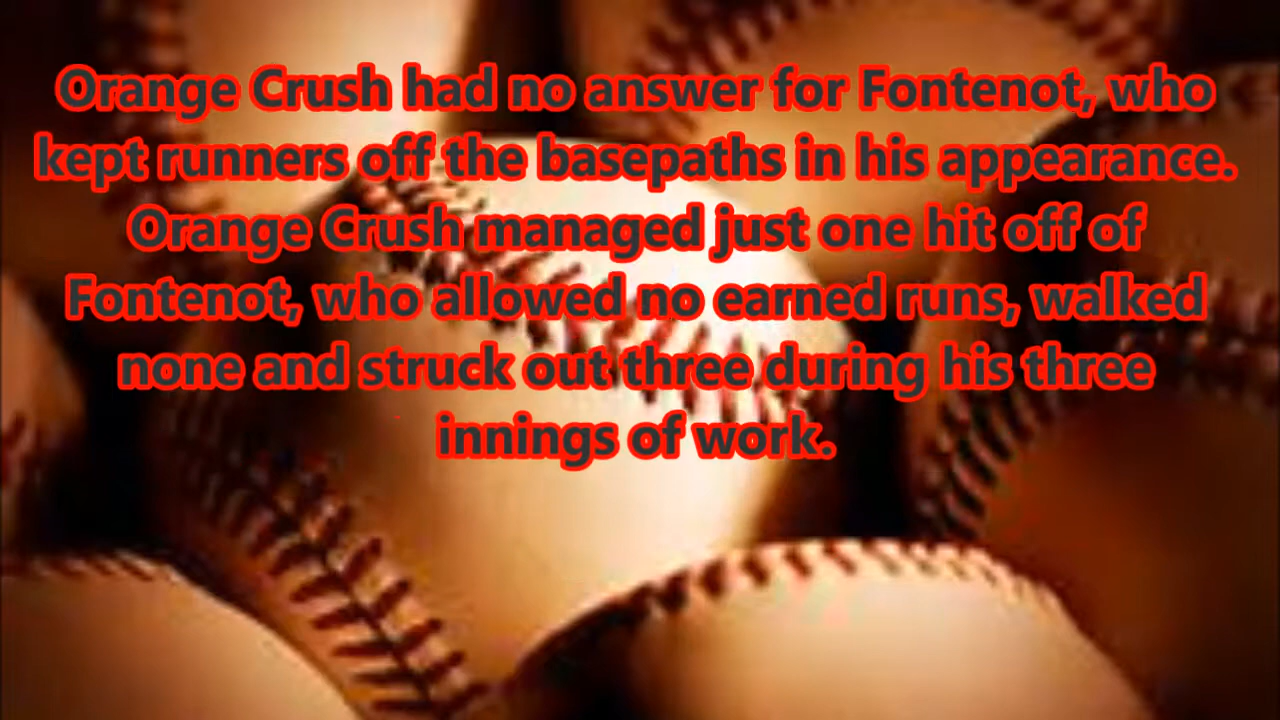 Orange Crush had no answer for Fontenot, who
kept runners off the basepaths in his appearance.
Orange Crush managed just one hit off of
Fontenot, who allowed no earned runs, walked
none and struck out three during his three
innings of work.